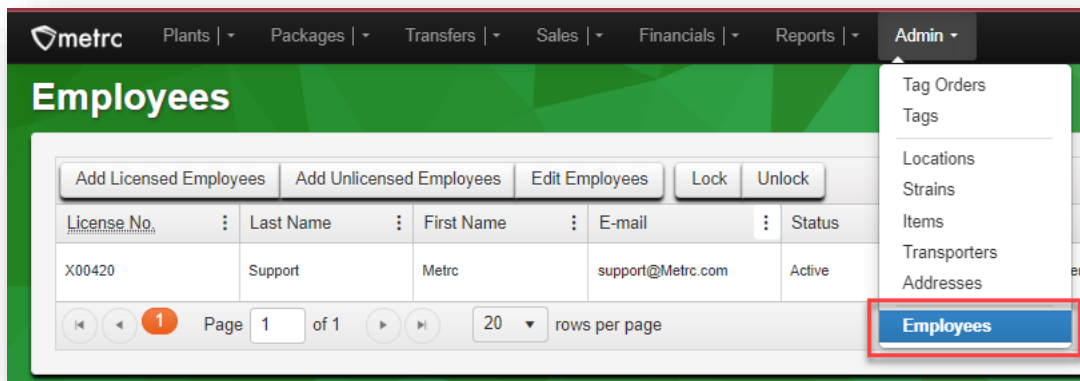 metrc Plants | Packages | Transfers | Sales | Financials | Reports | Admin
Employees
Tag Orders
Tags
Locations
Strains
Items
Transporters
Addresses
Employees
Add Licensed Employees Add Unlicensed Employees Edit Employees Lock Unlock
License No. Last Name First Name E-mail Status
X00420 Support Metrc support@Metrc.com Active
1 Page 1 of 1 20 rows per page